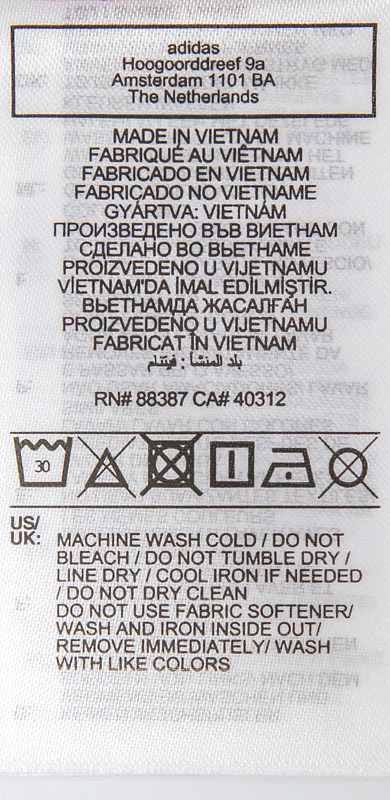 adidas
Hoogoorddreef 9a
Amsterdam 1101 BA
The Netherlands
MADE IN VIETNAM
FABRIQUÉ AU VIÊTNAM
FABRICADO EN VIETNAM
FABRICADO NO VIETNAME
GYÁRTVA: VIETNÁM
ПРОИЗВЕДЕНО ВЪВ ВИЕТНАМ
СДЕЛАНО ВО ВЬЕТНАМЕ
PROIZVEDENO U VIJETNAMU
VİETNAM'DA İMAL EDİLMİŞTİR.
ВЬЕТНАМДА ЖАСАЛҒАН
PROIZVEDENO U VIJETNAMU
FABRICAT ÎN VIETNAM
بلد المنشأ : فيتنام
RN# 88387 CA# 40312
30
US/
UK: MACHINE WASH COLD / DO NOT
BLEACH / DO NOT TUMBLE DRY /
LINE DRY / COOL IRON IF NEEDED
/ DO NOT DRY CLEAN
DO NOT USE FABRIC SOFTENER/
WASH AND IRON INSIDE OUT/
REMOVE IMMEDIATELY/ WASH
WITH LIKE COLORS